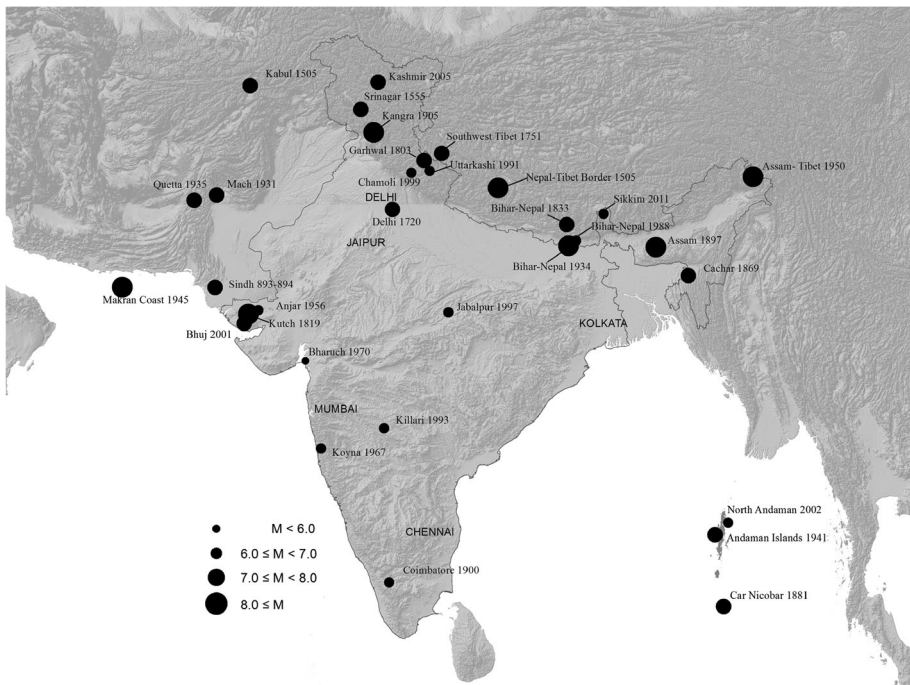 Kabul 1505
Kashmir 2005
Srinagar 1555
Kangra 1905
Southwest Tibet 1751
Garhwal 1803
Uttarkashi 1991
Chamoli 1999
Assam- Tibet 1950
Quetta 1935
Mach 1931
DELHI
Delhi 1720
Nepal-Tibet Border 1505
Sikkim 2011
Bihar-Nepal 1833
Bihar-Nepal 1988
JAIPUR
Assam 1897
Bihar-Nepal 1934
Cachar 1869
Sindh 893-894
Makran Coast 1945
Anjar 1956
Jabalpur 1997
Kutch 1819
KOLKATA
Bhuj 2001
Bharuch 1970
MUMBAI
Killari 1993
Koyna 1967
North Andaman 2002
M < 6.0
CHENNAI
Andaman Islands 1941
6.0 ≤ M < 7.0
7.0 ≤ M < 8.0
Coimbatore 1900
8.0 ≤ M
Car Nicobar 1881